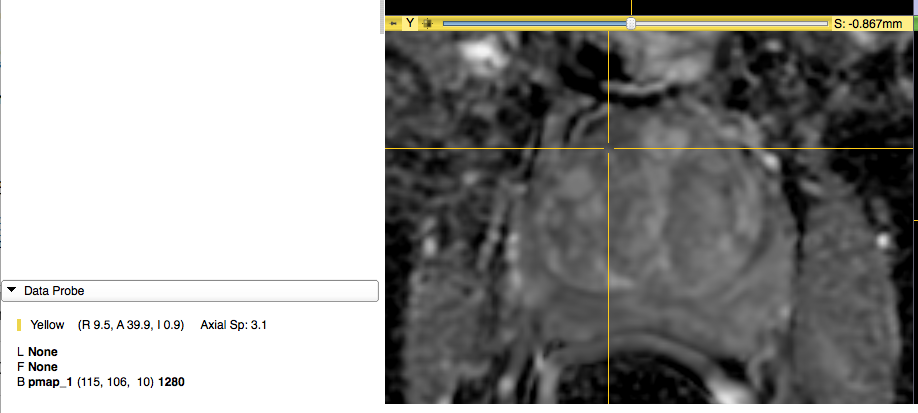 Y
S: -0.867mm
Data Probe
Yellow (R 9.5, A 39.9, I 0.9) Axial Sp: 3.1
L None
F None
B pmap_1 (115, 106, 10) 1280